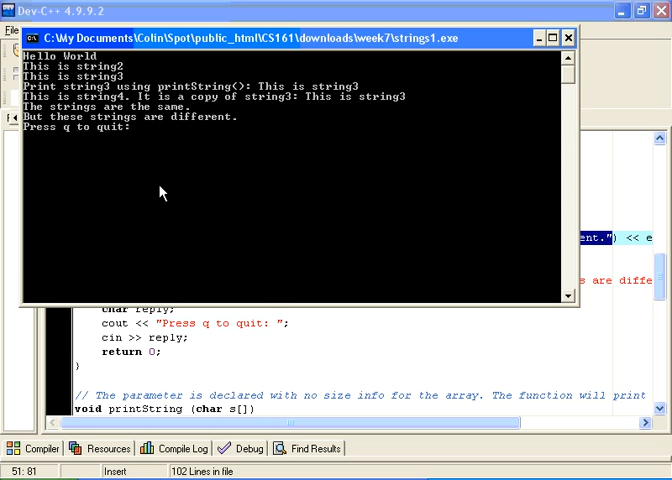 Dev-C++ 4.9.9.2
C:\My Documents\Colin\Spot\public_html\CS161\downloads\week7\strings1.exe
Hello World
This is string2
This is string3
Print string3 using printString(): This is string3
This is string4. It is a copy of string3: This is string3
The strings are the same.
But these strings are different.
Press q to quit:
ent.") << e
s are diffe
char reply;
cout << "Press q to quit: ";
cin >> reply;
return 0;
}
// The parameter is declared with no size info for the array. The function will print
void printString (char s[])
Compiler Resources Compile Log Debug Find Results
51: 81 Insert 102 Lines in file